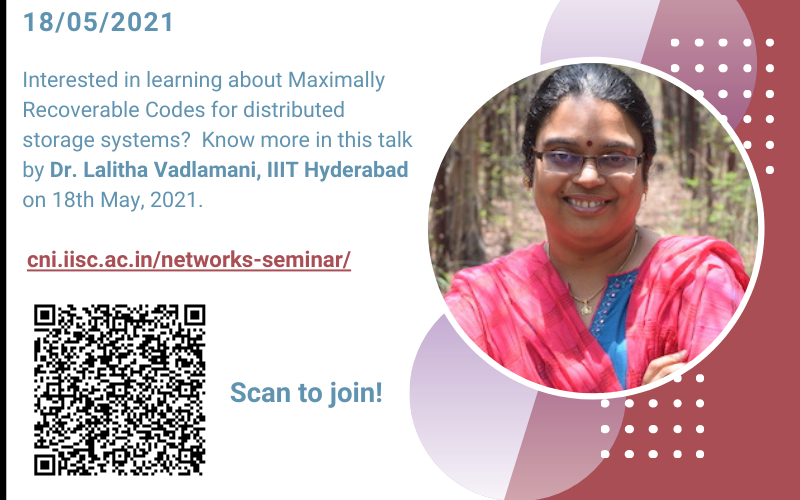 18/05/2021
Interested in learning about Maximally
Recoverable Codes for distributed
storage systems?  Know more in this talk
by Dr. Lalitha Vadlamani, IIIT Hyderabad
on 18th May, 2021.
cni.iisc.ac.in/networks-seminar/
Scan to join!